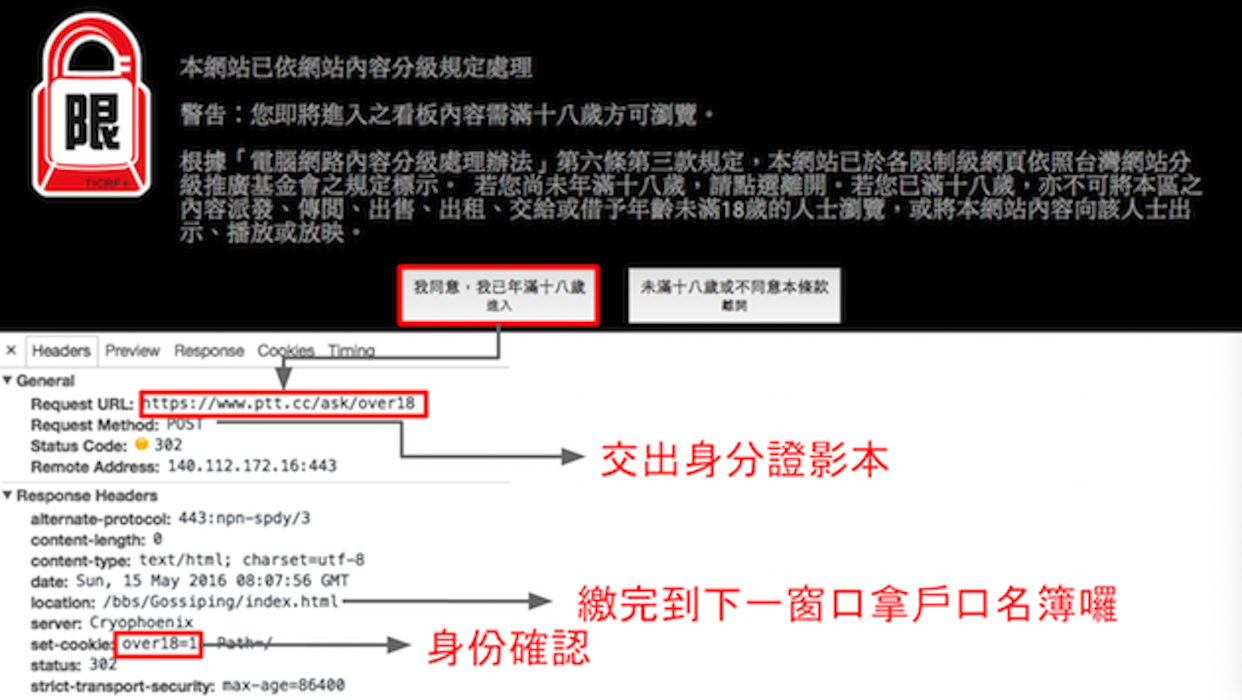 限
TICRF
本網站已依網站內容分級規定處理
警告：您即將進入之看板內容需滿十八歲方可瀏覽。
根據「電腦網路內容分級處理辦法」第六條第三款規定，本網站已於各限制級網頁依照台灣網站分
級推廣基金會之規定標示。 若您尚未年滿十八歲，請點選離開。若您已滿十八歲，亦不可將本區之
內容派發、傳閱、出售、出租、交給或借予年齡未滿18歲的人士瀏覽，或將本網站內容向該人士出
示、播放或放映。
我同意，我已年滿十八歲
進入
未滿十八歲或不同意本條款
離開
× Headers Preview Response Cookies Timing
▼ General
Request URL: https://www.ptt.cc/ask/over18
Request Method: POST
Status Code: 302
Remote Address: 140.112.172.16:443
交出身分證影本
▼ Response Headers
alternate-protocol: 443:npn-spdy/3
content-length: 0
content-type: text/html; charset=utf-8
date: Sun, 15 May 2016 08:07:56 GMT
location: /bbs/Gossiping/index.html
繳完到下一窗口拿戶口名簿囉
server: Cryophoenix
set-cookie: over18=1 Path=/
身份確認
status: 302
strict-transport-security: max-age=86400